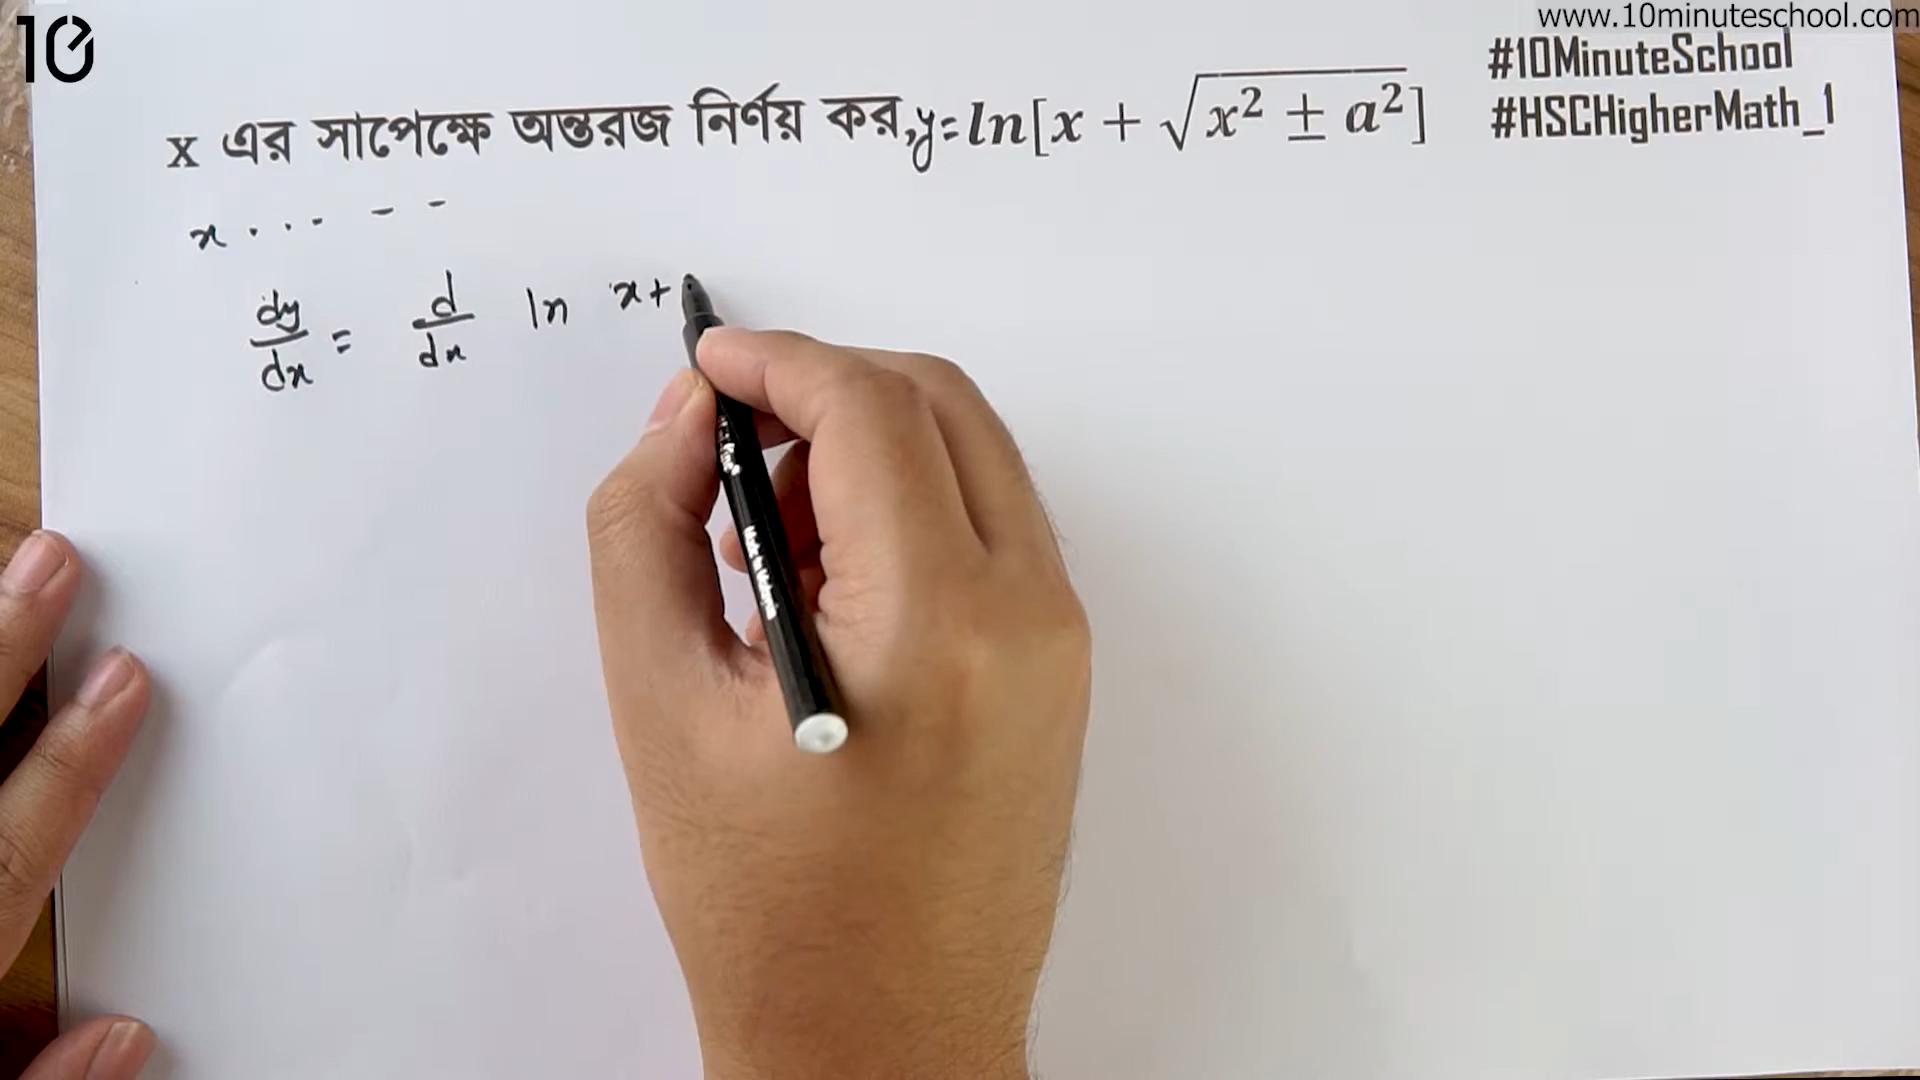 10
www.10minuteschool.com
#10MinuteSchool
#HSCHigherMath_1
x এর সাপেক্ষে অন্তরজ নির্ণয় কর, y = ln[x + √x² ± a²]
x . . . - -
dy/dx = d/dx ln x+